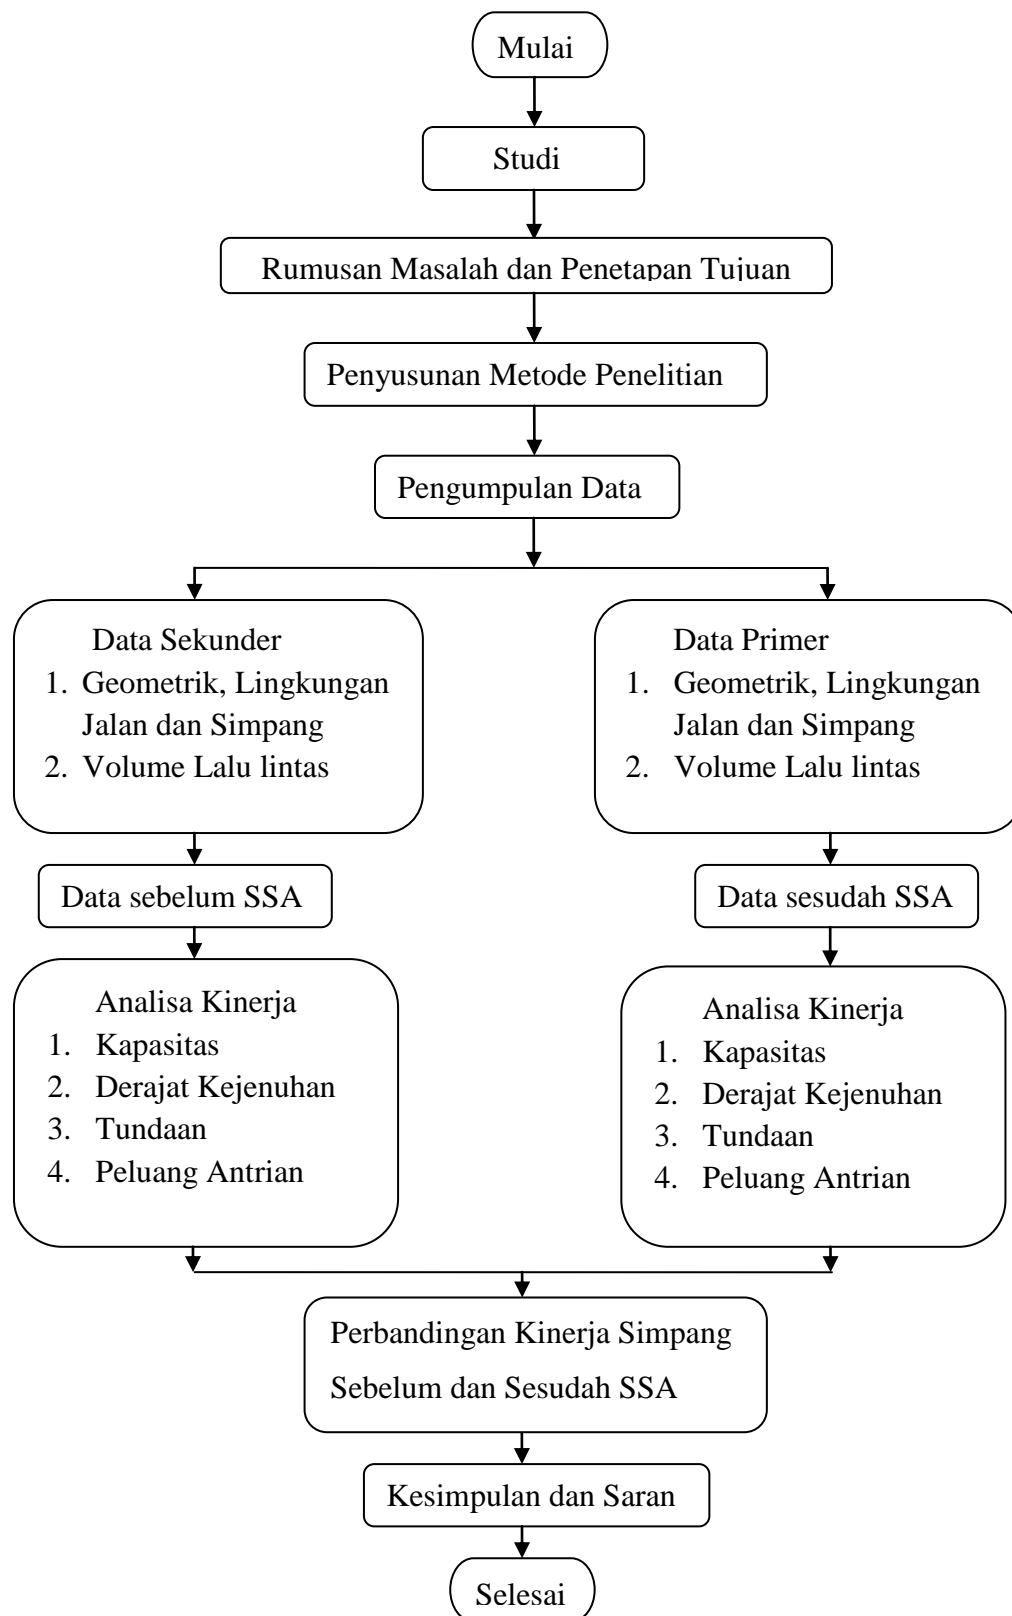 Mulai
Studi
Rumusan Masalah dan Penetapan Tujuan
Penyusunan Metode Penelitian
Pengumpulan Data
Data Sekunder
1. Geometrik, Lingkungan
Jalan dan Simpang
2. Volume Lalu lintas
Data Primer
1. Geometrik, Lingkungan
Jalan dan Simpang
2. Volume Lalu lintas
Data sebelum SSA
Data sesudah SSA
Analisa Kinerja
1. Kapasitas
2. Derajat Kejenuhan
3. Tundaan
4. Peluang Antrian
Analisa Kinerja
1. Kapasitas
2. Derajat Kejenuhan
3. Tundaan
4. Peluang Antrian
Perbandingan Kinerja Simpang
Sebelum dan Sesudah SSA
Kesimpulan dan Saran
Selesai